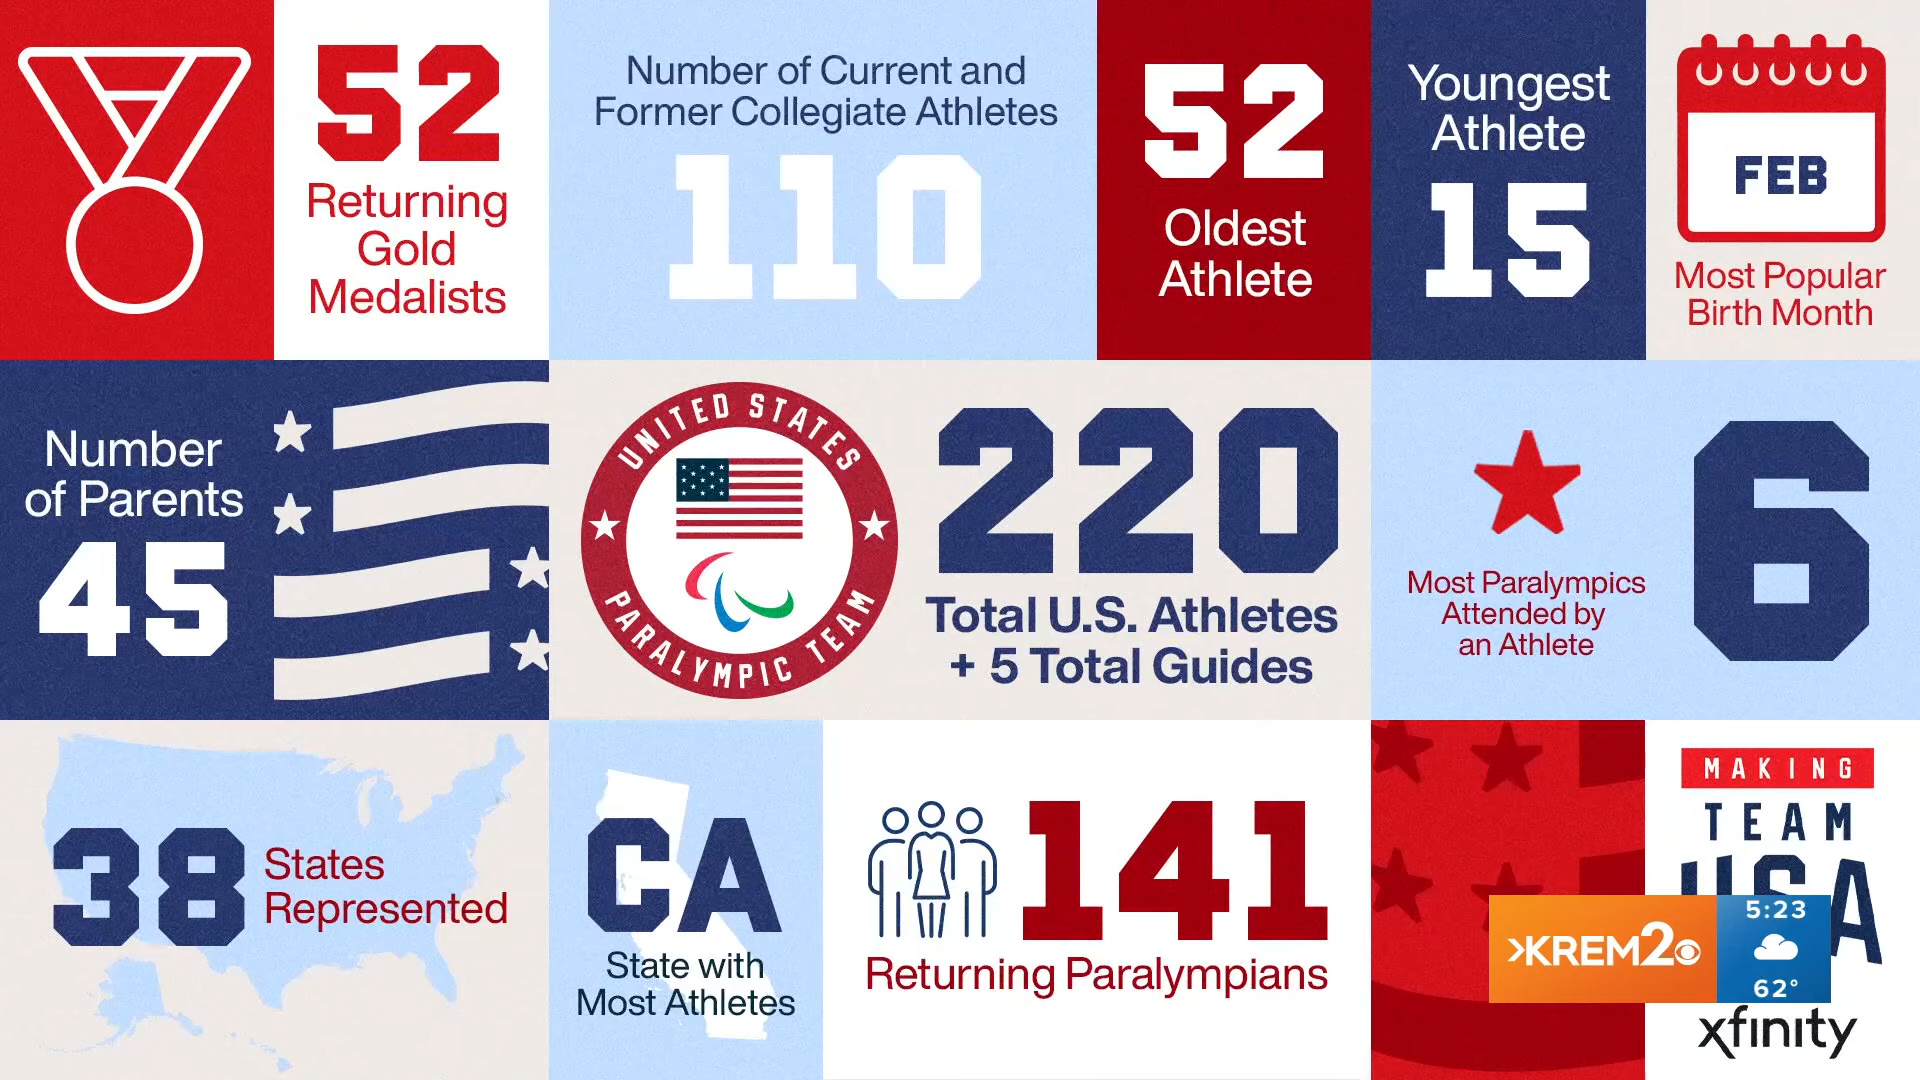 52
Returning
Gold
Medalists
Number of Current and
Former Collegiate Athletes
110
52
Oldest
Athlete
Youngest
Athlete
15
FEB
Most Popular
Birth Month
Number
of Parents
45
UNITED STATES
PARALYMPIC TEAM
220
Total U.S. Athletes
+ 5 Total Guides
Most Paralympics
Attended by
an Athlete
6
38
States
Represented
CA
State with
Most Athletes
141
Returning Paralympians
MAKING
TEAM
USA
KREM2
5:23
62°
xfinity